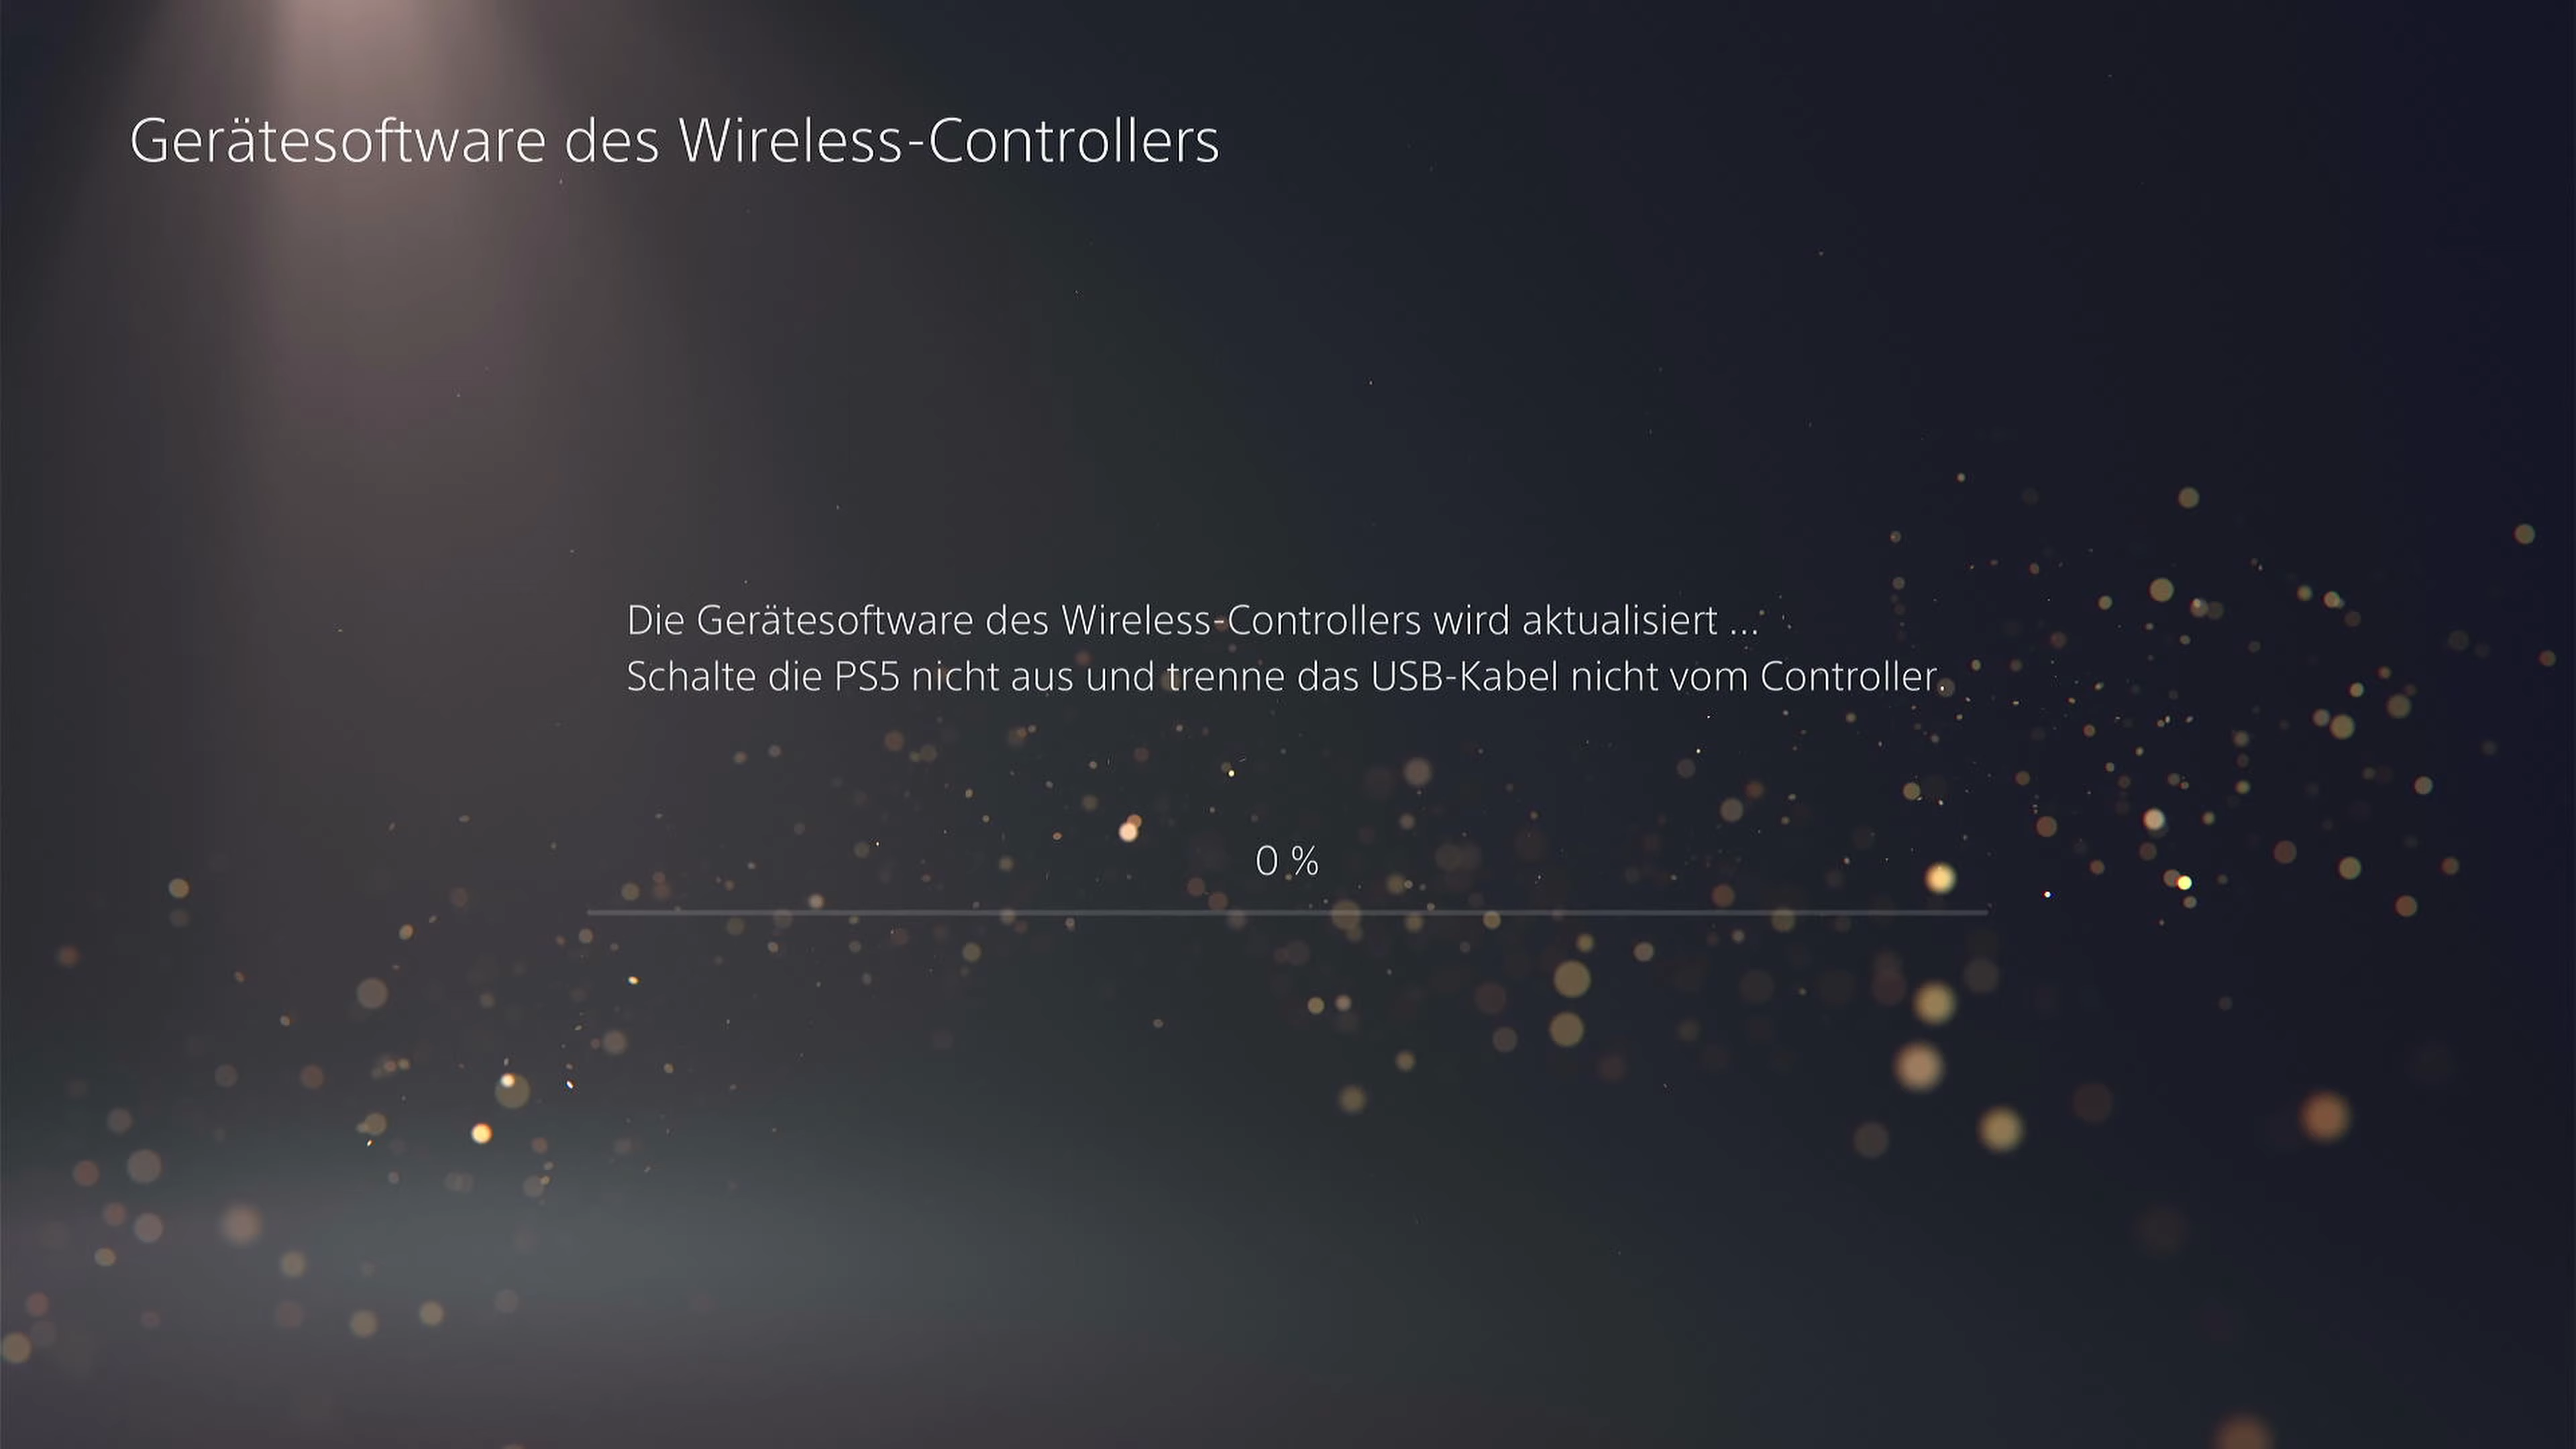 Gerätesoftware des Wireless-Controllers
Die Gerätesoftware des Wireless-Controllers wird aktualisiert ...
Schalte die PS5 nicht aus und trenne das USB-Kabel nicht vom Controller.
0 %